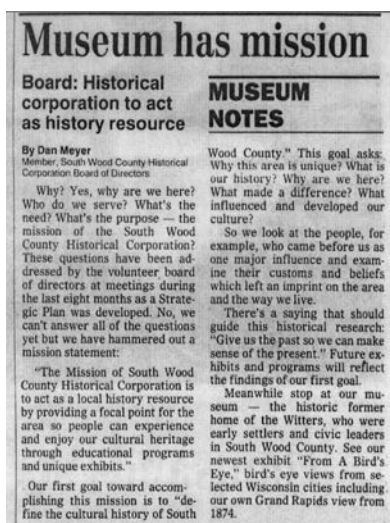 Museum has mission
Board: Historical
corporation to act
as history resource
By Dan Meyer
Member, South Wood County Historical
Corporation Board of Directors
Why? Yes, why are we here?
Who do we serve? What's the
need? What's the purpose — the
mission of the South Wood
County Historical Corporation?
These questions have been ad-
dressed by the volunteer board
of directors at meetings during
the last eight months as a Strate-
gic Plan was developed. No, we
can't answer all of the questions
yet but we have hammered out a
mission statement:
"The Mission of South Wood
County Historical Corporation is
to act as a local history resource
by providing a focal point for the
area so people can experience
and enjoy our cultural heritage
through educational programs
and unique exhibits."
Our first goal toward accom-
plishing this mission is to "de-
fine the cultural history of South
MUSEUM
NOTES
Wood County." This goal asks:
Why this area is unique? What is
our history? Why are we here?
What made a difference? What
influenced and developed our
culture?
So we look at the people, for
example, who came before us as
one major influence and exam-
ine their customs and beliefs
which left an imprint on the area
and the way we live.
There's a saying that should
guide this historical research:
"Give us the past so we can make
sense of the present." Future ex-
hibits and programs will reflect
the findings of our first goal.
Meanwhile stop at our mu-
seum — the historic former
home of the Witters, who were
early settlers and civic leaders
in South Wood County. See our
newest exhibit "From A Bird's
Eye," bird's eye views from se-
lected Wisconsin cities including
our own Grand Rapids view from
1874.